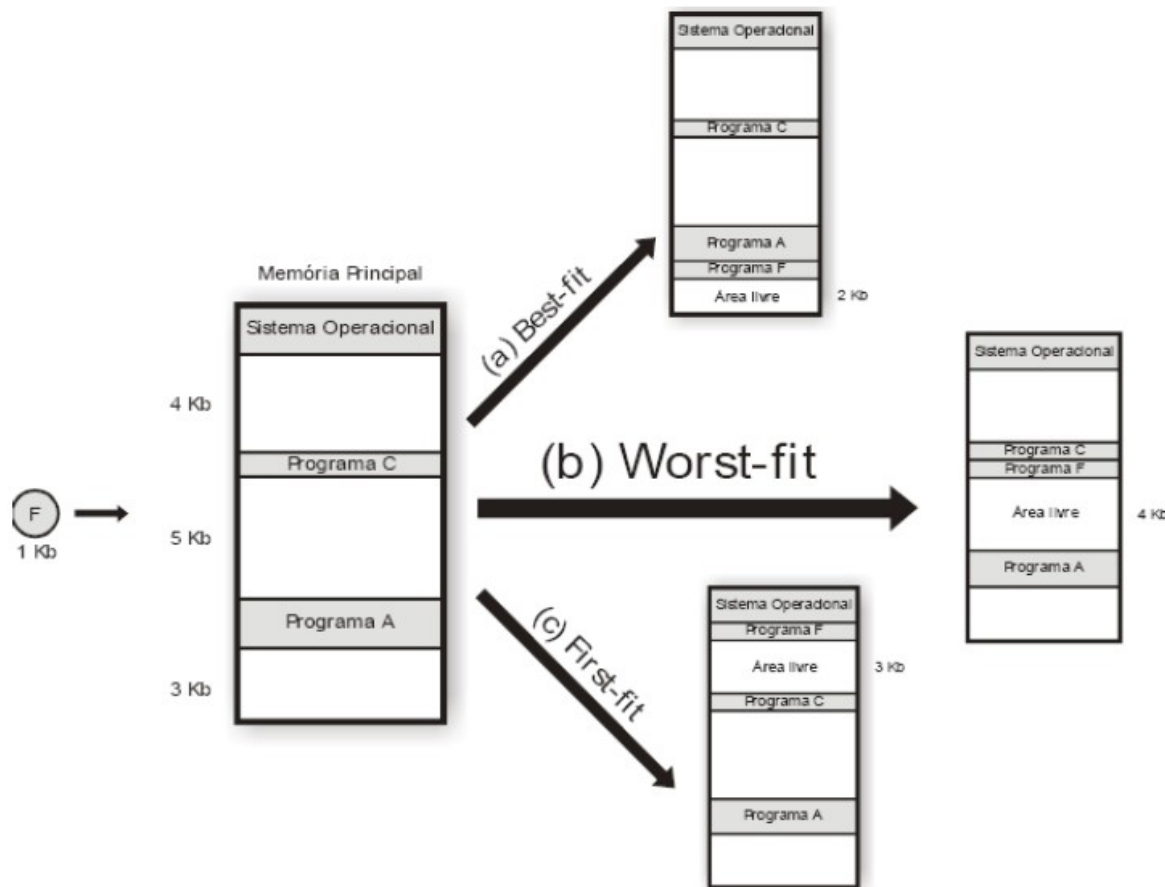 Sistema Operacional
Programa C
Programa A
Programa F
Área livre
2 Kb
(a) Best-fit
Memória Principal
Sistema Operacional
4 Kb
Programa C
F
1 Kb
5 Kb
Programa A
3 Kb
(b) Worst-fit
Sistema Operacional
Programa C
Programa F
Área livre
4 Kb
Programa A
(c) First-fit
Sistema Operacional
Programa F
Área livre
3 Kb
Programa C
Programa A